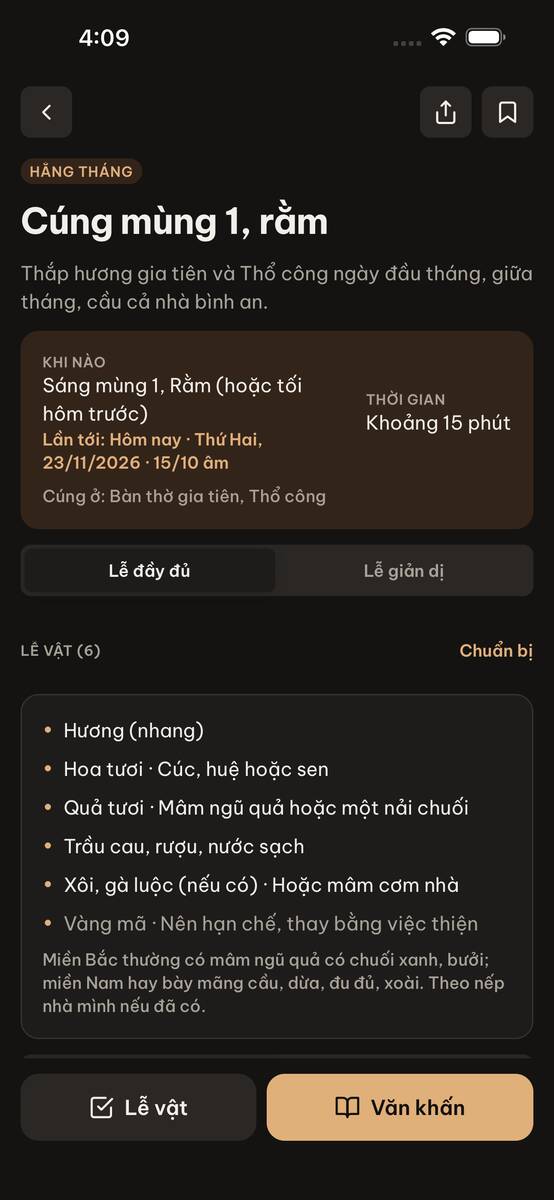 4:09
HẰNG THÁNG
Cúng mùng 1, rằm
Thắp hương gia tiên và Thổ công ngày đầu tháng, giữa
tháng, cầu cả nhà bình an.
KHI NÀO
Sáng mùng 1, Rằm (hoặc tối
hôm trước)
Lần tới: Hôm nay · Thứ Hai,
23/11/2026 · 15/10 âm
THỜI GIAN
Khoảng 15 phút
Cúng ở: Bàn thờ gia tiên, Thổ công
Lễ đầy đủ
Lễ giản dị
LỄ VẬT (6)
Chuẩn bị
• Hương (nhang)
• Hoa tươi · Cúc, huệ hoặc sen
• Quả tươi · Mâm ngũ quả hoặc một nải chuối
• Trầu cau, rượu, nước sạch
• Xôi, gà luộc (nếu có) · Hoặc mâm cơm nhà
• Vàng mã · Nên hạn chế, thay bằng việc thiện
Miền Bắc thường có mâm ngũ quả có chuối xanh, bưởi;
miền Nam hay bày mãng cầu, dừa, đu đủ, xoài. Theo nếp
nhà mình nếu đã có.
Lễ vật
Văn khấn